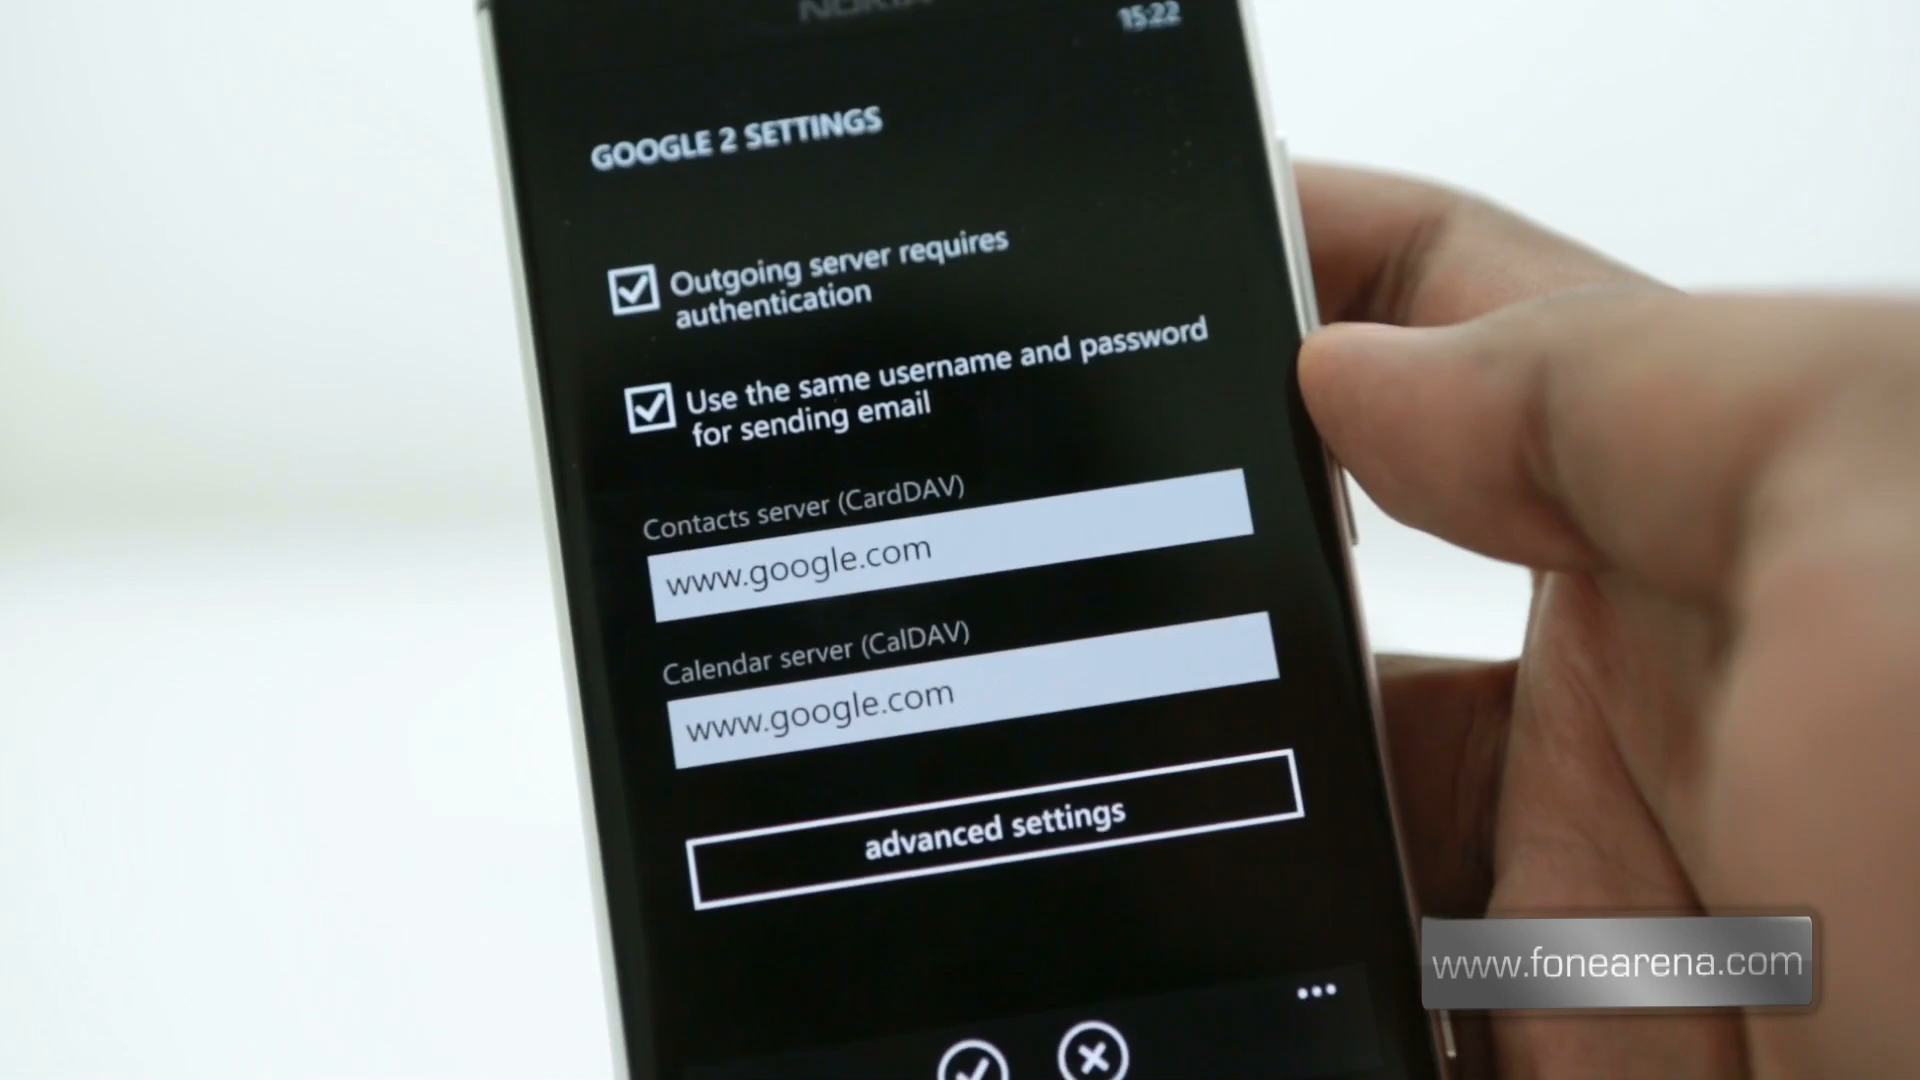 NOKIA
15:22
GOOGLE 2 SETTINGS
Outgoing server requires
authentication
Use the same username and password
for sending email
Contacts server (CardDAV)
www.google.com
Calendar server (CalDAV)
www.google.com
advanced settings
www.fonearena.com